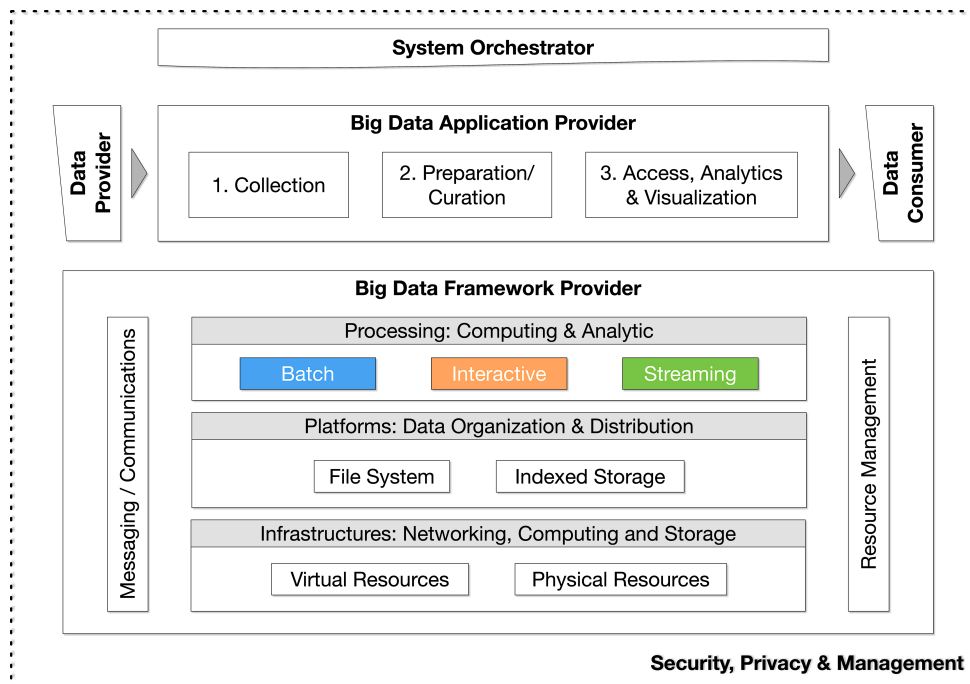 System Orchestrator
Data
Provider
Big Data Application Provider
1. Collection
2. Preparation/
Curation
3. Access, Analytics
& Visualization
Data
Consumer
Big Data Framework Provider
Messaging / Communications
Processing: Computing & Analytic
Batch
Interactive
Streaming
Platforms: Data Organization & Distribution
File System
Indexed Storage
Infrastructures: Networking, Computing and Storage
Virtual Resources
Physical Resources
Resource Management
Security, Privacy & Management